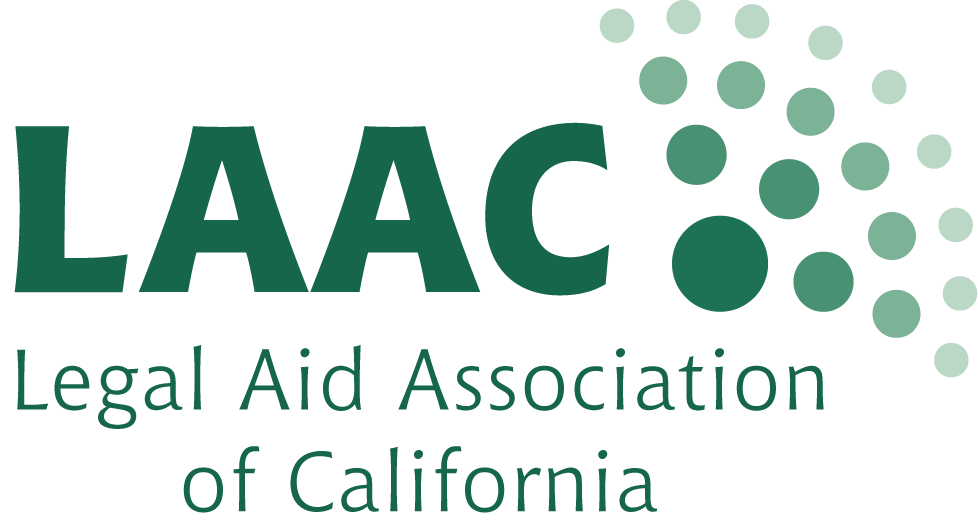 LAAC
Legal Aid Association
of California